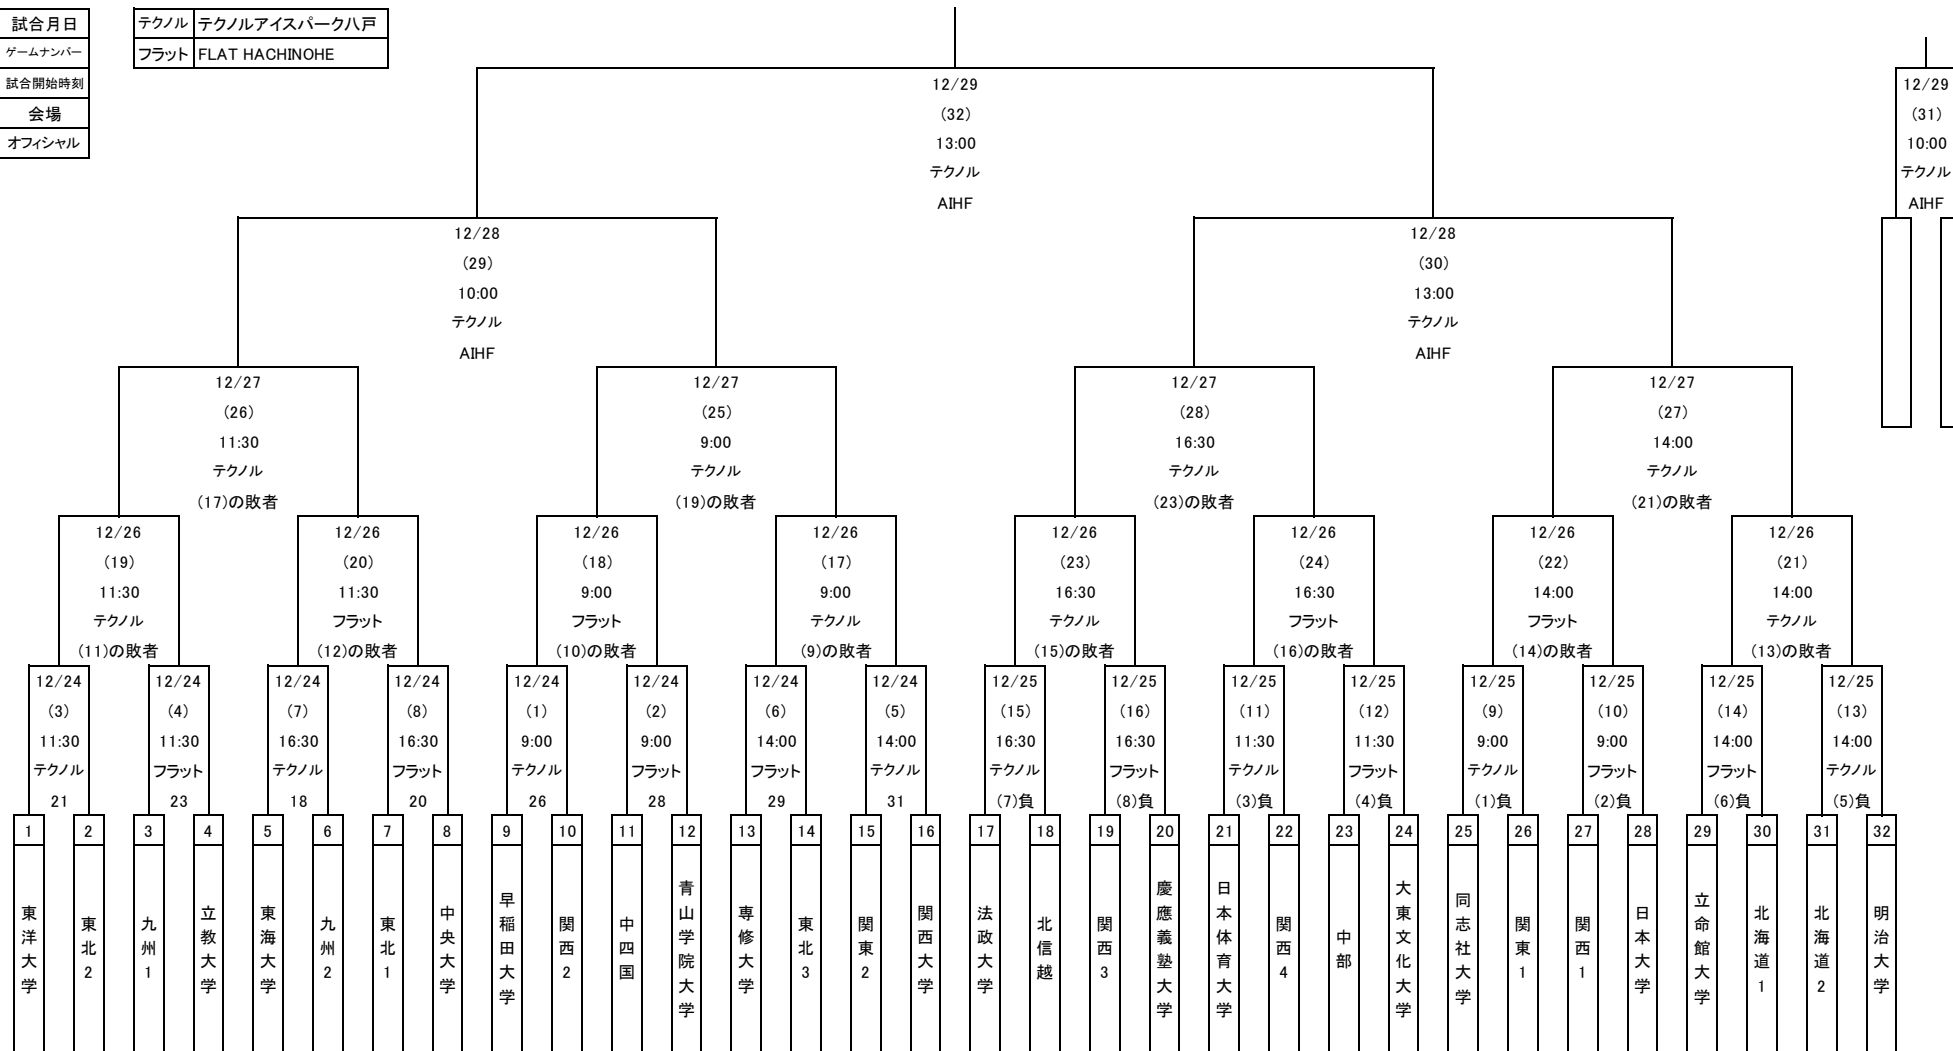 試合月日
ゲームナンバー
試合開始時刻
会場
オフィシャル
テクノル テクノルアイスパーク八戸
フラット FLAT HACHINOHE
12/29
(32)
13:00
テクノル
AIHF
12/29
(31)
10:00
テクノル
AIHF
12/28
(29)
10:00
テクノル
AIHF
12/28
(30)
13:00
テクノル
AIHF
12/27
(26)
11:30
テクノル
(17)の敗者
12/27
(25)
9:00
テクノル
(19)の敗者
12/27
(28)
16:30
テクノル
(23)の敗者
12/27
(27)
14:00
テクノル
(21)の敗者
12/26
(19)
11:30
テクノル
(11)の敗者
12/26
(20)
11:30
フラット
(12)の敗者
12/26
(18)
9:00
フラット
(10)の敗者
12/26
(17)
9:00
テクノル
(9)の敗者
12/26
(23)
16:30
テクノル
(15)の敗者
12/26
(24)
16:30
フラット
(16)の敗者
12/26
(22)
14:00
フラット
(14)の敗者
12/26
(21)
14:00
テクノル
(13)の敗者
12/24
(3)
11:30
テクノル
21
12/24
(4)
11:30
フラット
23
12/24
(7)
16:30
テクノル
18
12/24
(8)
16:30
フラット
20
12/24
(1)
9:00
テクノル
26
12/24
(2)
9:00
フラット
28
12/24
(6)
14:00
フラット
29
12/24
(5)
14:00
テクノル
31
12/25
(15)
16:30
テクノル
(7)負
12/25
(16)
16:30
フラット
(8)負
12/25
(11)
11:30
テクノル
(3)負
12/25
(12)
11:30
フラット
(4)負
12/25
(9)
9:00
テクノル
(1)負
12/25
(10)
9:00
フラット
(2)負
12/25
(14)
14:00
フラット
(6)負
12/25
(13)
14:00
テクノル
(5)負
1
東洋大学
2
東北2
3
九州1
4
立教大学
5
東海大学
6
九州2
7
東北1
8
中央大学
9
早稲田大学
10
関西2
11
中四国
12
青山学院大学
13
専修大学
14
東北3
15
関東2
16
関西大学
17
法政大学
18
北信越
19
関西3
20
慶應義塾大学
21
日本体育大学
22
関西4
23
中部
24
大東文化大学
25
同志社大学
26
関東1
27
関西1
28
日本大学
29
立命館大学
30
北海道1
31
北海道2
32
明治大学